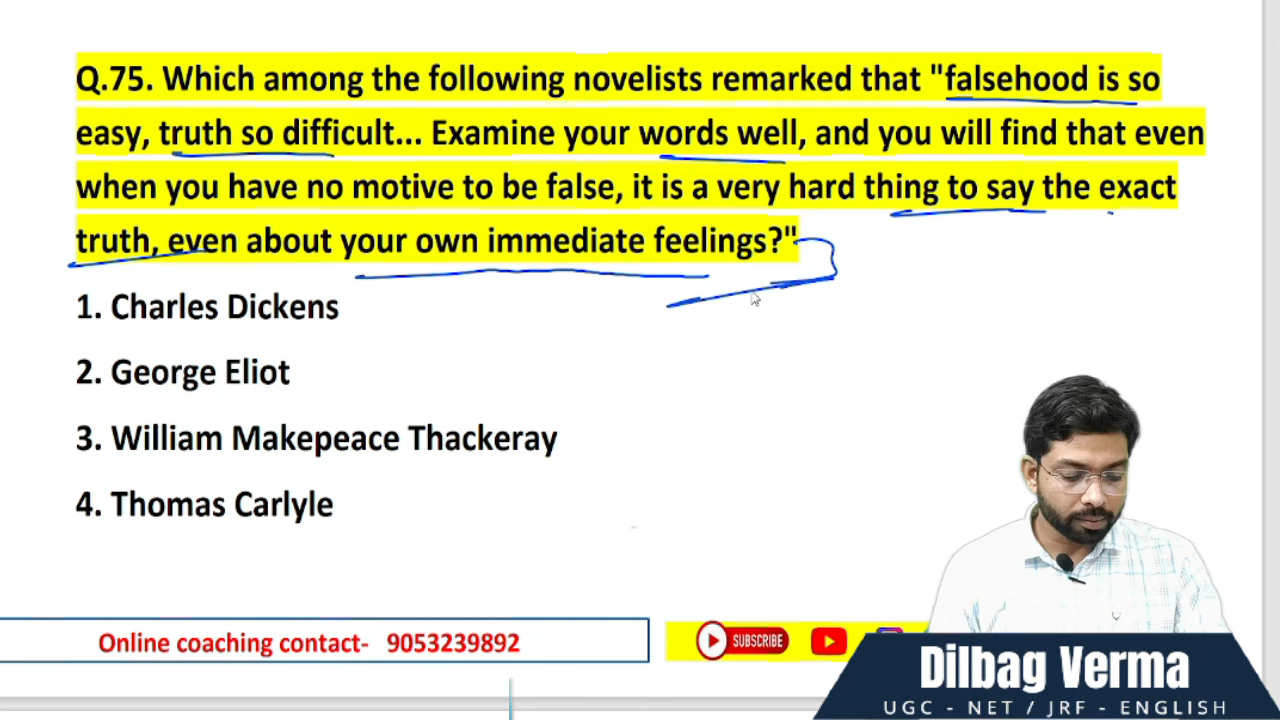 Q.75. Which among the following novelists remarked that "falsehood is so
easy, truth so difficult... Examine your words well, and you will find that even
when you have no motive to be false, it is a very hard thing to say the exact
truth, even about your own immediate feelings?"
1. Charles Dickens
2. George Eliot
3. William Makepeace Thackeray
4. Thomas Carlyle
Online coaching contact- 9053239892
SUBSCRIBE
Dilbag Verma
UGC - NET / JRF - ENGLISH